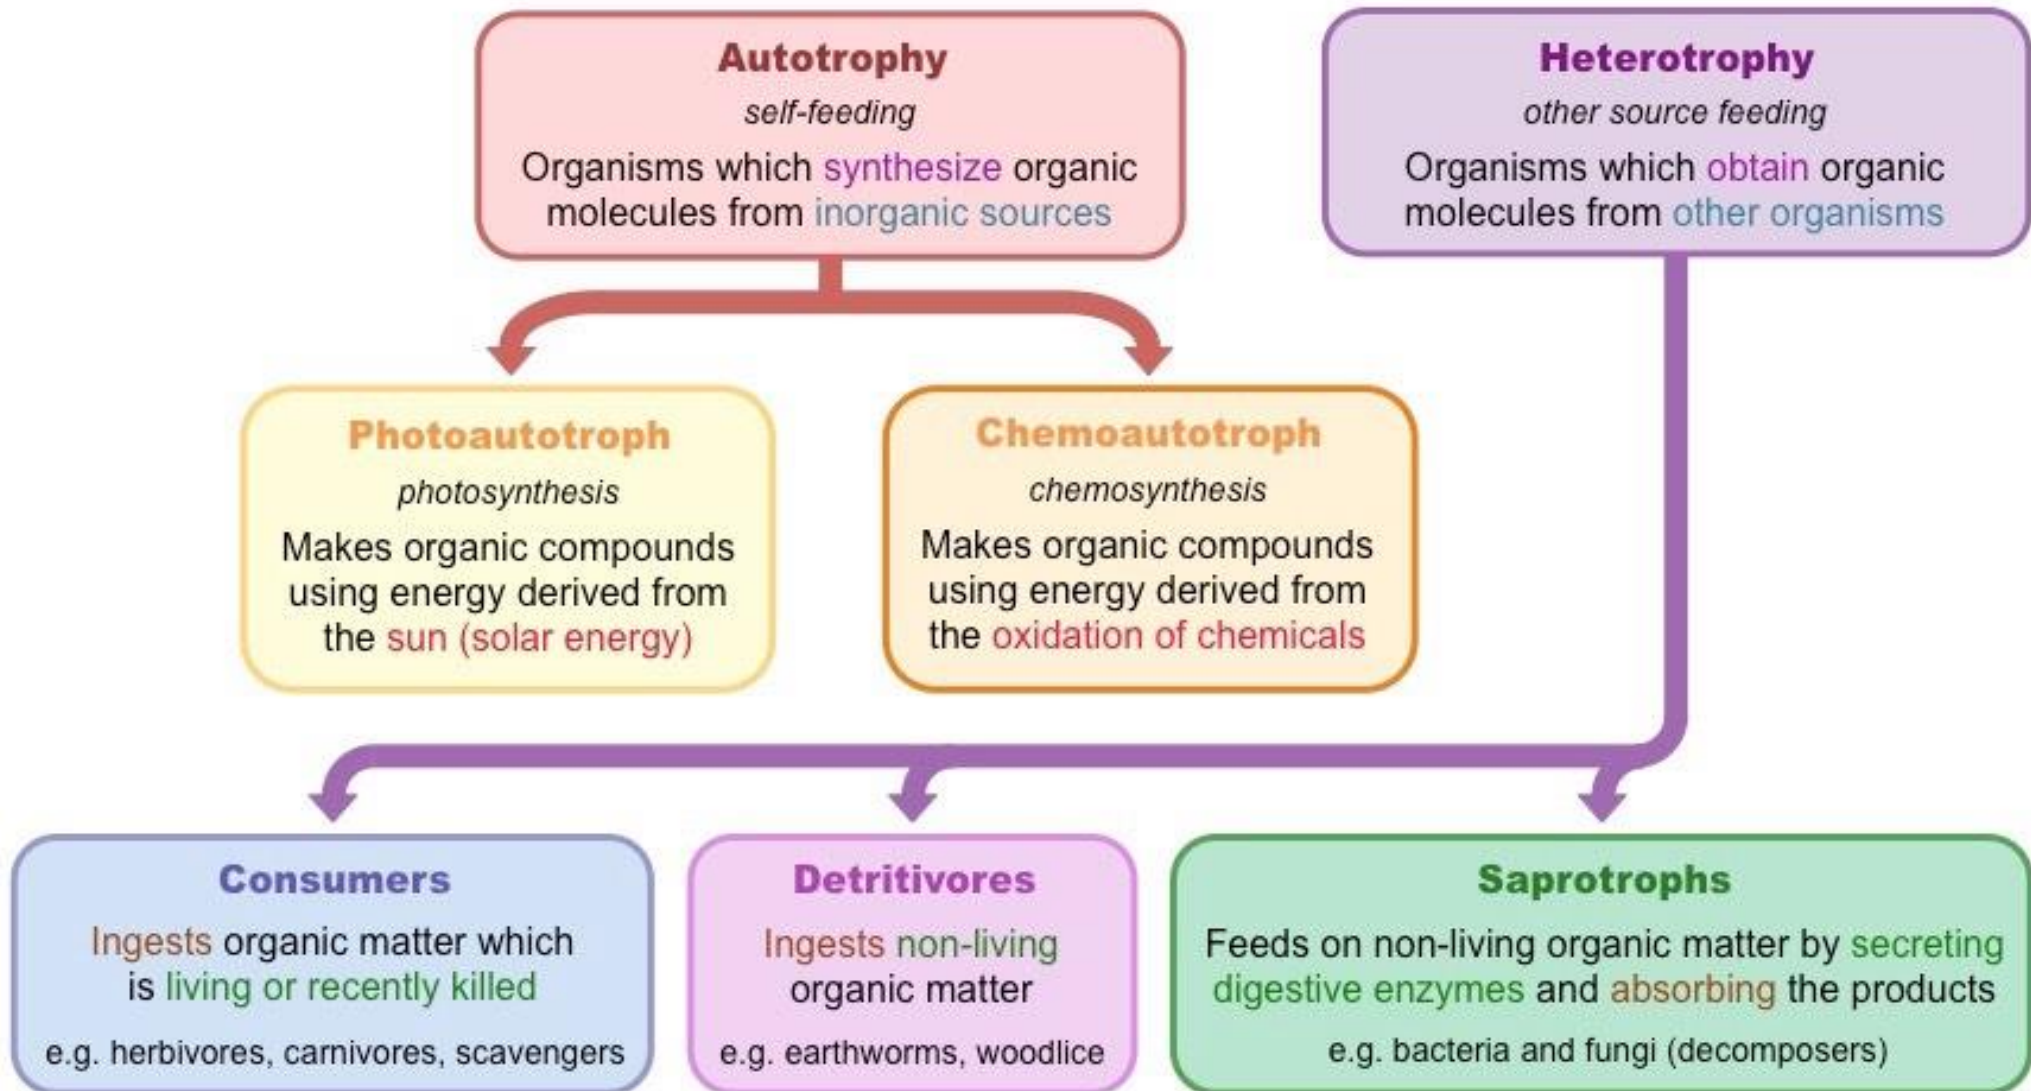 Autotrophy
self-feeding
Organisms which synthesize organic
molecules from inorganic sources
Heterotrophy
other source feeding
Organisms which obtain organic
molecules from other organisms
Photoautotroph
photosynthesis
Makes organic compounds
using energy derived from
the sun (solar energy)
Chemoautotroph
chemosynthesis
Makes organic compounds
using energy derived from
the oxidation of chemicals
Consumers
Ingests organic matter which
is living or recently killed
e.g. herbivores, carnivores, scavengers
Detritivores
Ingests non-living
organic matter
e.g. earthworms, woodlice
Saprotrophs
Feeds on non-living organic matter by secreting
digestive enzymes and absorbing the products
e.g. bacteria and fungi (decomposers)